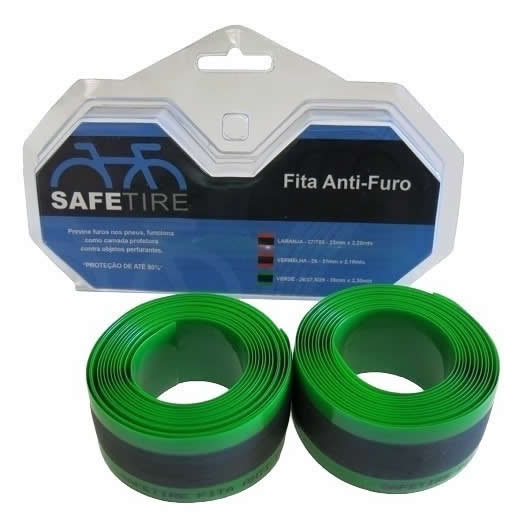 SAFETIRE
Previne furos nos pneus, funciona
como camada protetora
contra objetos perfurantes.
*PROTEÇÃO DE ATÉ 80%*
Fita Anti-Furo
LARANJA - 27/700 - 23mm x 2,20mts
VERMELHA - 26 - 27mm x 2,10mts
VERDE - 26/27,5/29 - 35mm x 2,30mts
SAFETIRE FITA ANTI
SAFETIRE